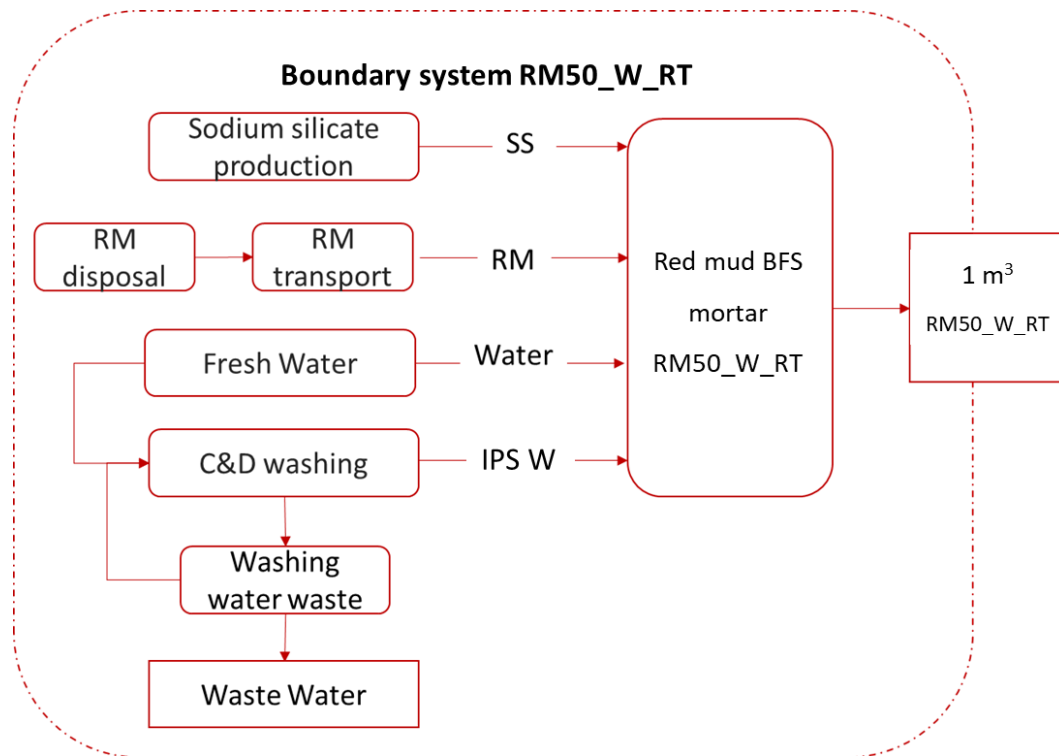 Boundary system RM50_W_RT
Sodium silicate
production
SS
RM
disposal
RM
transport
RM
Fresh Water
Water
C&D washing
IPS W
Washing
water waste
Waste Water
Red mud BFS
mortar
RM50_W_RT
1 m³
RM50_W_RT